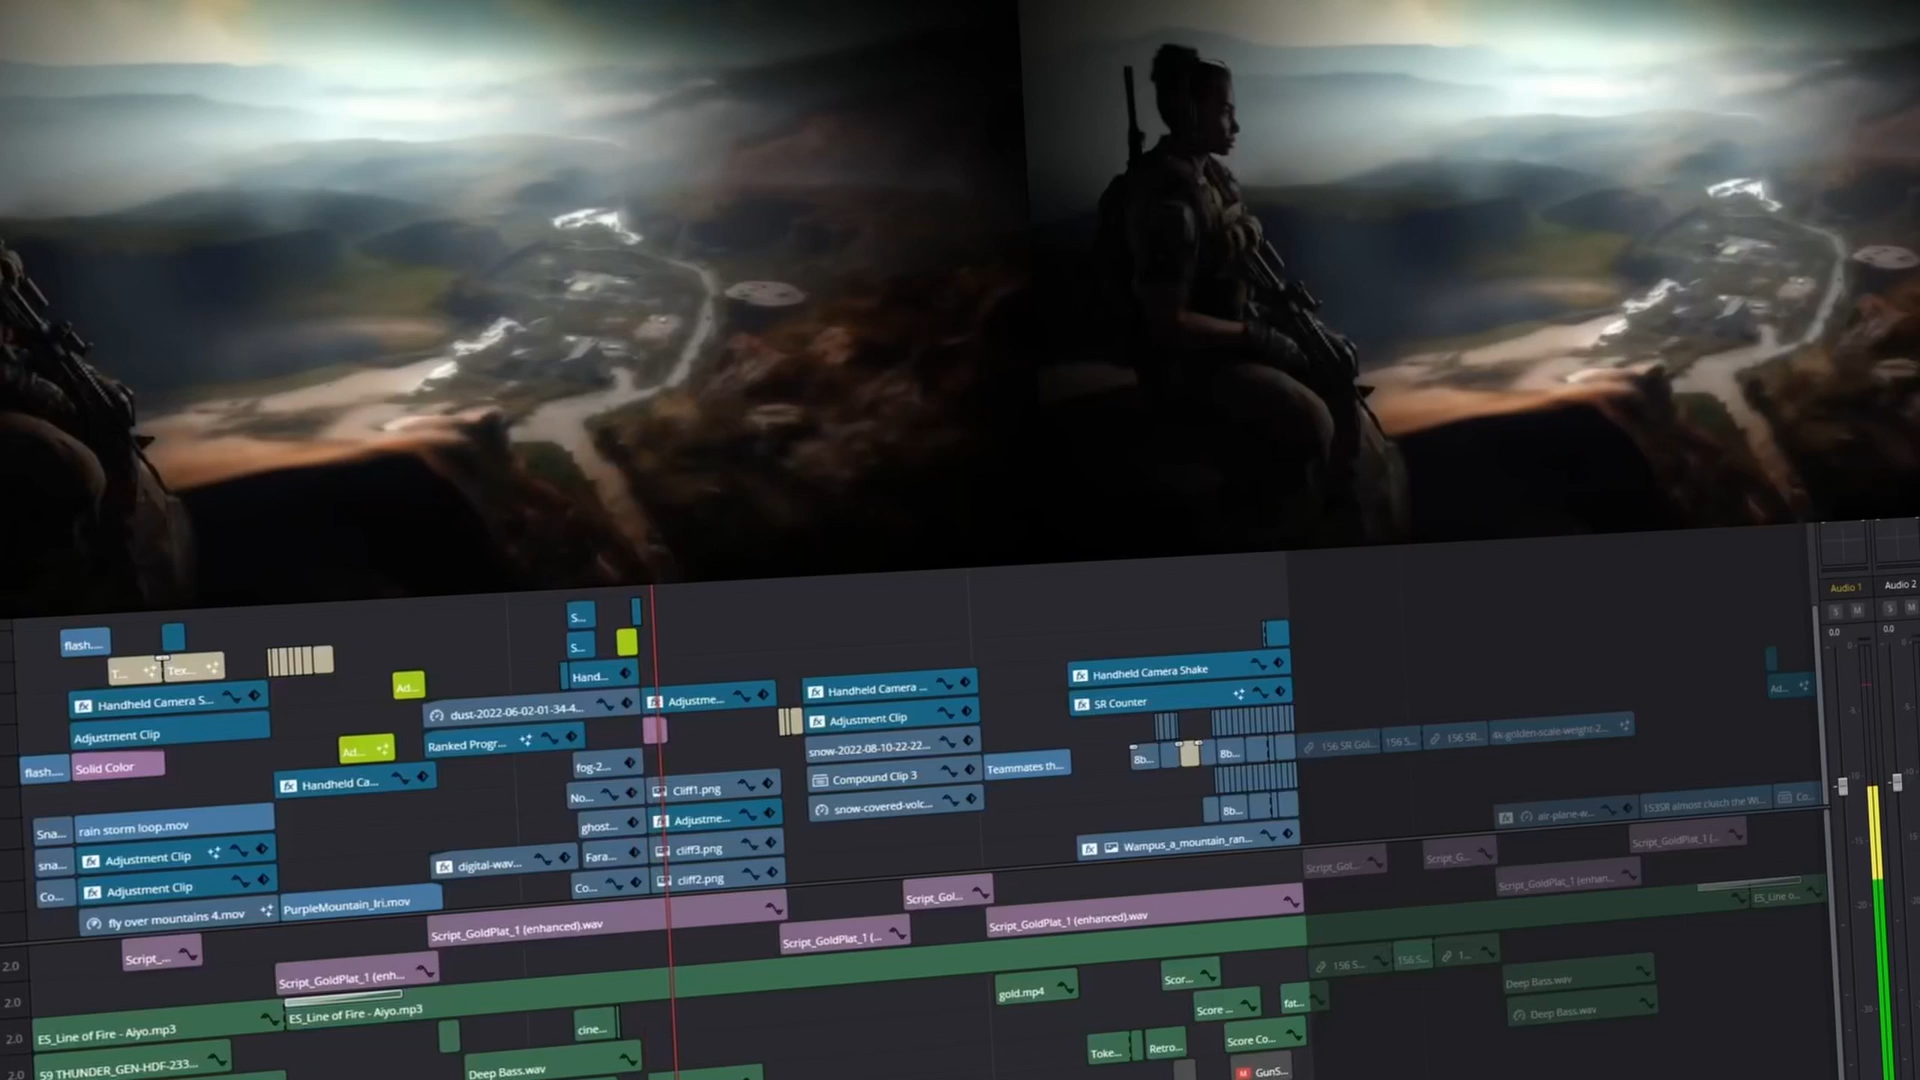 Audio 1
Audio 2
S M S M
0.0 0.0
flash....
T...
Tex...
Handheld Camera S...
Adjustment Clip
flash....
Solid Color
Ad...
Ad...
Handheld Ca...
S...
S...
Hand...
dust-2022-06-02-01-34-4...
Ranked Progr...
Adjustme...
Handheld Camera ...
Adjustment Clip
snow-2022-08-10-22-22...
Compound Clip 3
snow-covered-volc...
Teammates th...
Handheld Camera Shake
SR Counter
8b...
8b...
8b...
Wampus_a_mountain_ran...
156 SR Gol...
156 S...
156 SR...
4k-golden-scale-weight-2...
Ad...
air-plane-w...
153SR almost clutch the Wi...
Co...
Sna...
rain storm loop.mov
sna...
Adjustment Clip
Co...
Adjustment Clip
fly over mountains 4.mov
PurpleMountain_Iri.mov
digital-wav...
fog-2...
No...
ghost...
Fara...
Co...
Cliff1.png
Adjustme...
cliff3.png
cliff2.png
Script_...
Script_GoldPlat_1 (enh...
Script_GoldPlat_1 (enhanced).wav
Script_GoldPlat_1 (...
Script_Gol...
Script_GoldPlat_1 (enhanced).wav
Script_Gol...
Script_G...
Script_GoldPlat_1 (enhan...
Script_GoldPlat_1 (...
2.0
2.0
2.0
2.0
ES_Line of Fire - Aiyo.mp3
ES_Line of Fire - Aiyo.mp3
ES_Line o...
59 THUNDER_GEN-HDF-233...
cine...
Deep Bass.wav
gold.mp4
Scor...
Score ...
fat...
Toke...
Retro...
Score Co...
M GunS...
156 S...
156 S...
1...
Deep Bass.wav
Deep Bass.wav